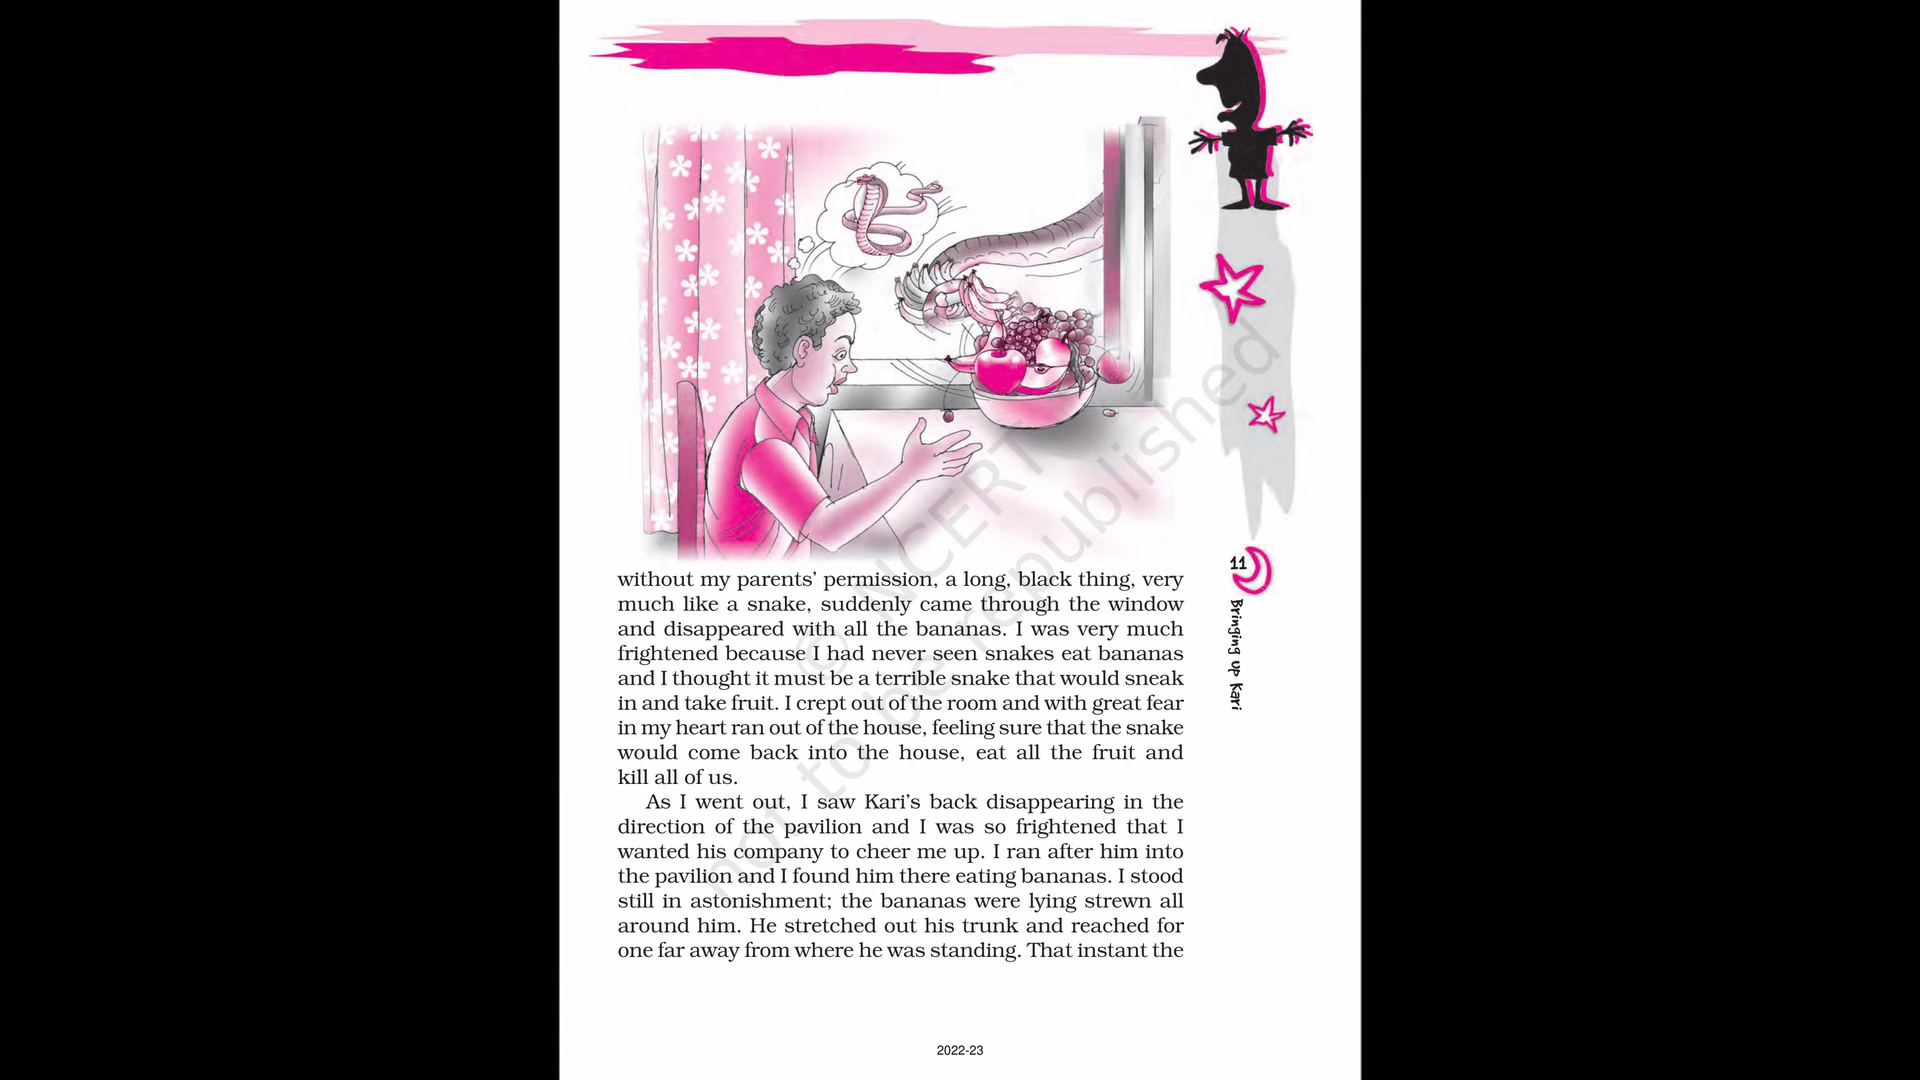 without my parents’ permission, a long, black thing, very
much like a snake, suddenly came through the window
and disappeared with all the bananas. I was very much
frightened because I had never seen snakes eat bananas
and I thought it must be a terrible snake that would sneak
in and take fruit. I crept out of the room and with great fear
in my heart ran out of the house, feeling sure that the snake
would come back into the house, eat all the fruit and
kill all of us.
As I went out, I saw Kari’s back disappearing in the
direction of the pavilion and I was so frightened that I
wanted his company to cheer me up. I ran after him into
the pavilion and I found him there eating bananas. I stood
still in astonishment; the bananas were lying strewn all
around him. He stretched out his trunk and reached for
one far away from where he was standing. That instant the
11
Bringing up Kari
© NCERT
not to be republished
2022-23